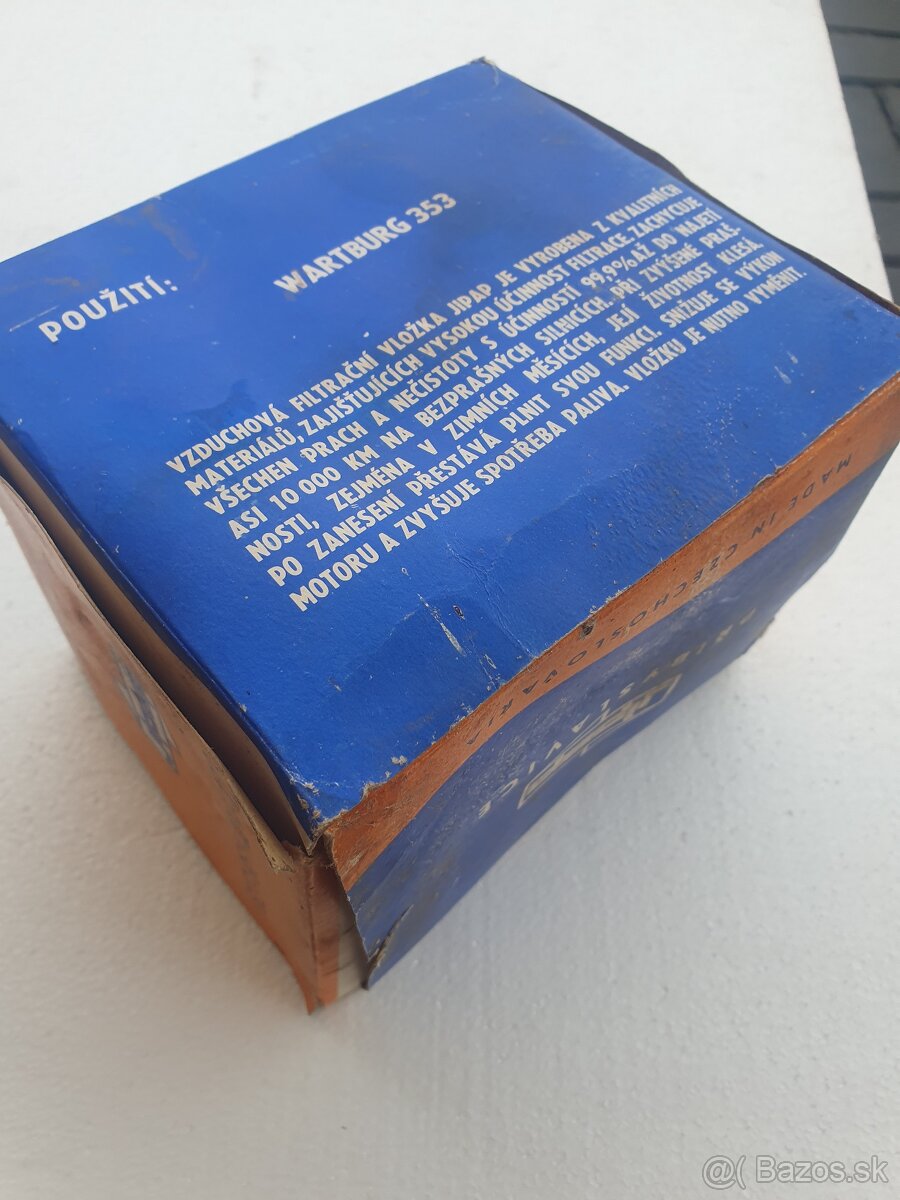 POUŽITÍ:
WARTBURG 353
VZDUCHOVÁ FILTRAČNÍ VLOŽKA JIPAP JE VYROBENA Z KVALITNÍCH
MATERIÁLŮ, ZAJIŠŤUJÍCÍCH VYSOKOU ÚČINNOST FILTRACE. ZACHYCUJE
VŠECHEN PRACH A NEČISTOTY S ÚČINNOSTÍ 99,9% AŽ DO NAJETÍ
ASI 10 000 KM NA BEZPRAŠNÝCH SILNICÍCH, PŘI ZVÝŠENÉ PRAŠ-
NOSTI, ZEJMÉNA V ZIMNÍCH MĚSÍCÍCH, JEJÍ ŽIVOTNOST KLESÁ.
PO ZANESENÍ PŘESTÁVÁ PLNIT SVOU FUNKCI. SNIŽUJE SE VÝKON
MOTORU A ZVYŠUJE SPOTŘEBA PALIVA. VLOŽKU JE NUTNO VYMĚNIT.
MADE IN CZECHOSLOVAKIA
PŘIBYSLAVICE
@( Bazos.sk